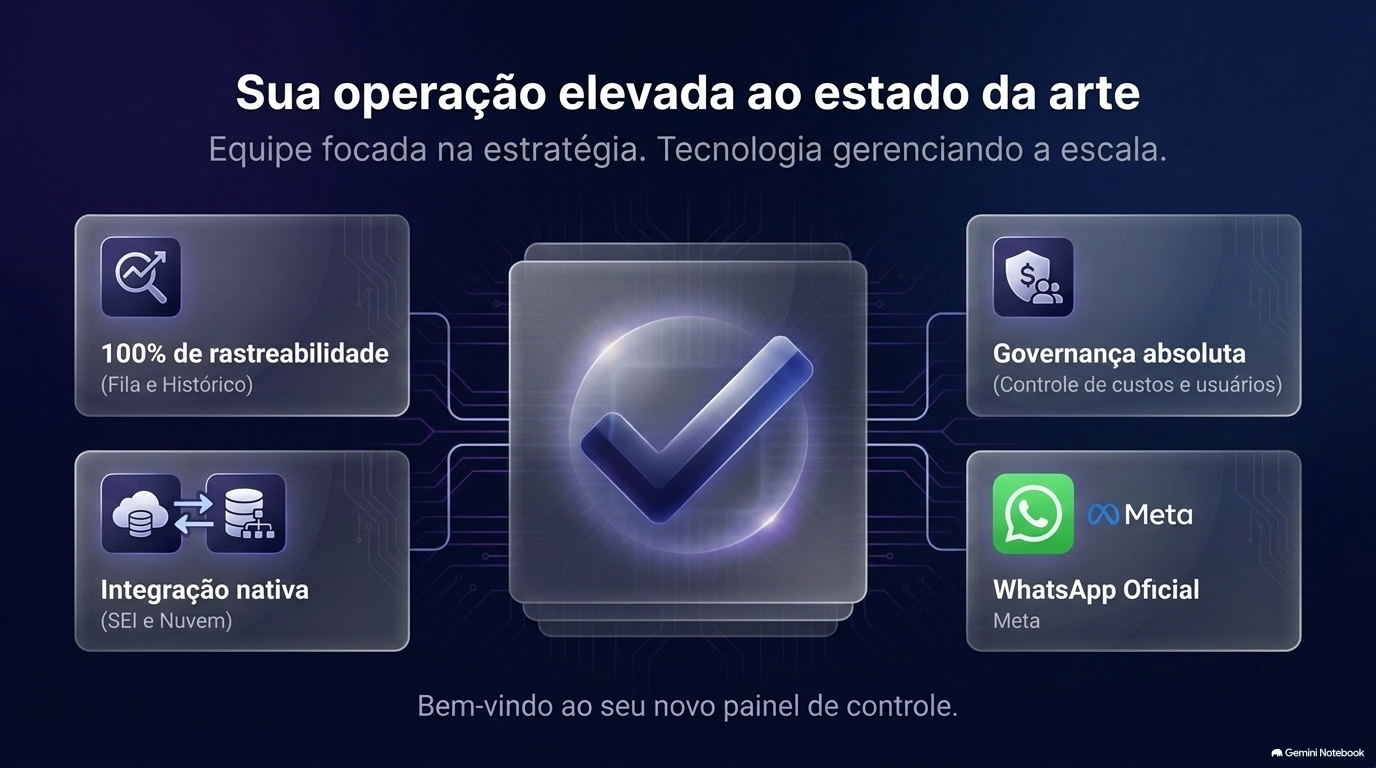 Sua operação elevada ao estado da arte
Equipe focada na estratégia. Tecnologia gerenciando a escala.
100% de rastreabilidade
(Fila e Histórico)
Governança absoluta
(Controle de custos e usuários)
Integração nativa
(SEI e Nuvem)
Meta
WhatsApp Oficial
Meta
Bem-vindo ao seu novo painel de controle.
Gemini Notebook